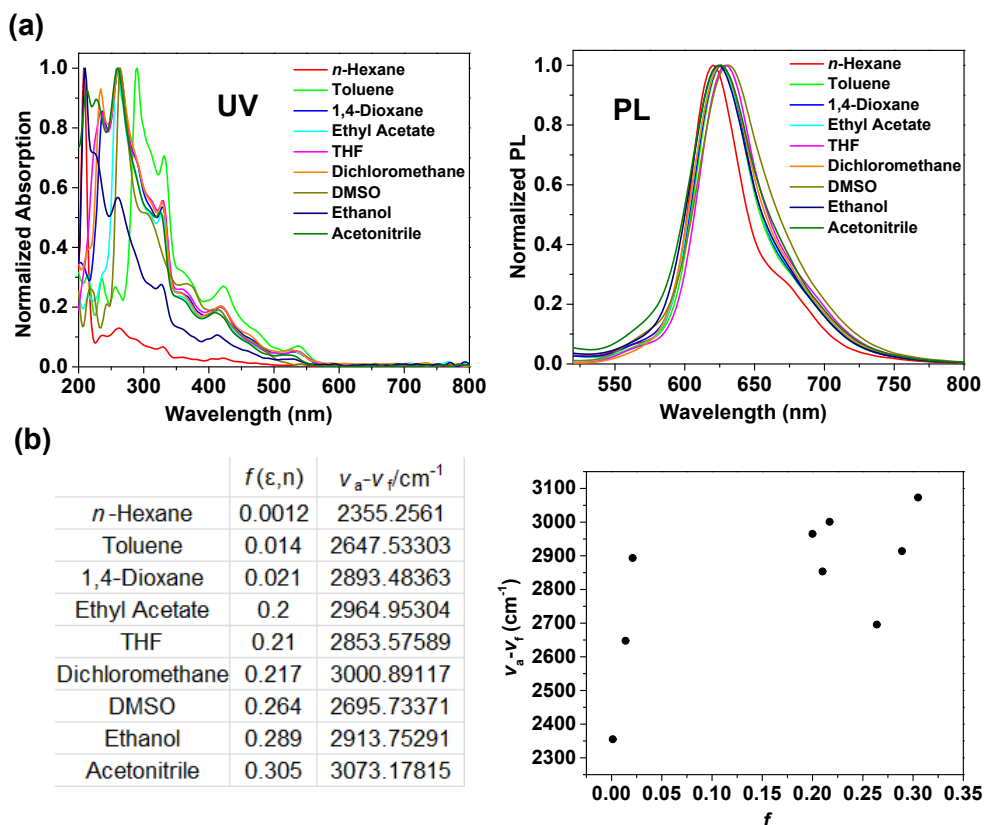 (a)
UV
n-Hexane
Toluene
1,4-Dioxane
Ethyl Acetate
THF
Dichloromethane
DMSO
Ethanol
Acetonitrile
Normalized Absorption
1.0
0.8
0.6
0.4
0.2
0.0
200 300 400 500 600 700 800
Wavelength (nm)
PL
n-Hexane
Toluene
1,4-Dioxane
Ethyl Acetate
THF
Dichloromethane
DMSO
Ethanol
Acetonitrile
Normalized PL
1.0
0.8
0.6
0.4
0.2
0.0
550 600 650 700 750 800
Wavelength (nm)
(b)
f(ε,n) νa-νf/cm-1
n-Hexane 0.0012 2355.2561
Toluene 0.014 2647.53303
1,4-Dioxane 0.021 2893.48363
Ethyl Acetate 0.2 2964.95304
THF 0.21 2853.57589
Dichloromethane 0.217 3000.89117
DMSO 0.264 2695.73371
Ethanol 0.289 2913.75291
Acetonitrile 0.305 3073.17815
νa-νf (cm-1)
3100
3000
2900
2800
2700
2600
2500
2400
2300
0.00 0.05 0.10 0.15 0.20 0.25 0.30 0.35
f